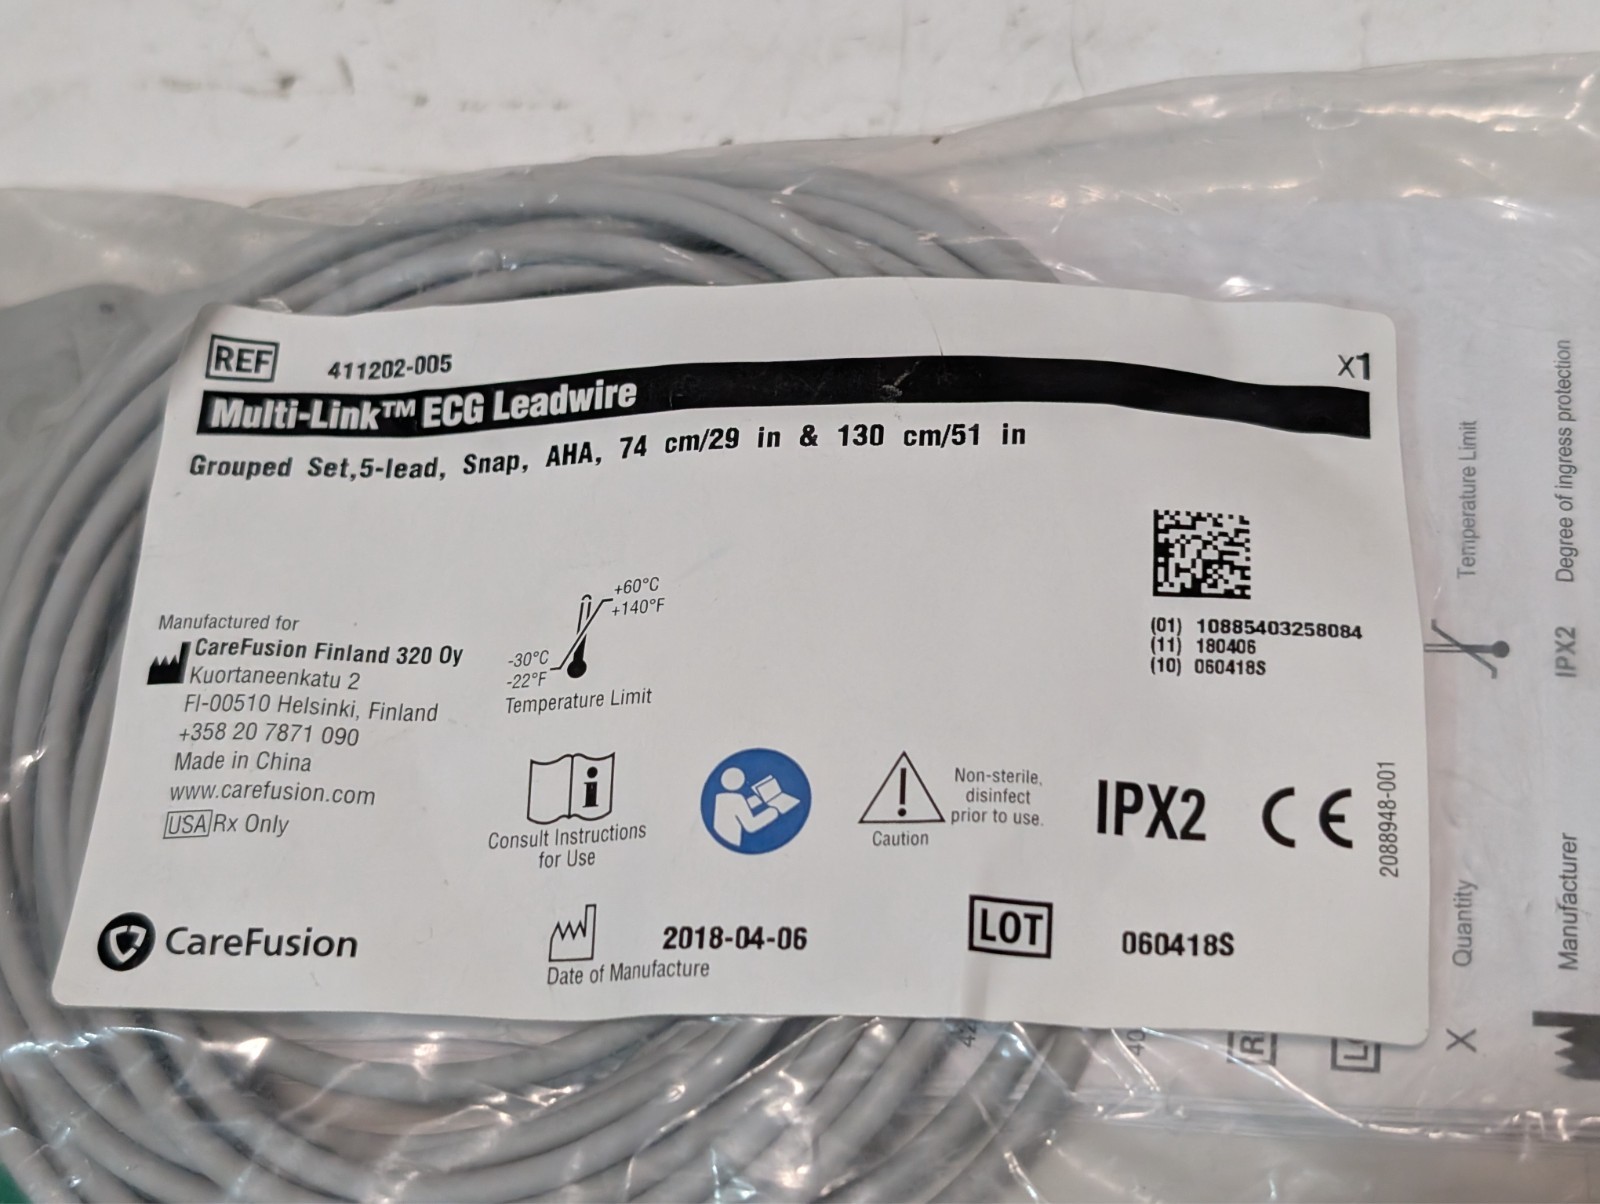 REF 411202-005
X1
Multi-Link™ ECG Leadwire
Grouped Set,5-lead, Snap, AHA, 74 cm/29 in & 130 cm/51 in
(01) 10885403258084
(11) 180406
(10) 060418S
Manufactured for
CareFusion Finland 320 Oy
Kuortaneenkatu 2
FI-00510 Helsinki, Finland
+358 20 7871 090
Made in China
www.carefusion.com
USA Rx Only
+60°C
+140°F
-30°C
-22°F
Temperature Limit
Consult Instructions
for Use
Caution
Non-sterile,
disinfect
prior to use.
IPX2
CE
2088948-001
CareFusion
2018-04-06
Date of Manufacture
LOT 060418S
Temperature Limit
X Quantity
IPX2 Degree of ingress protection
Manufacturer